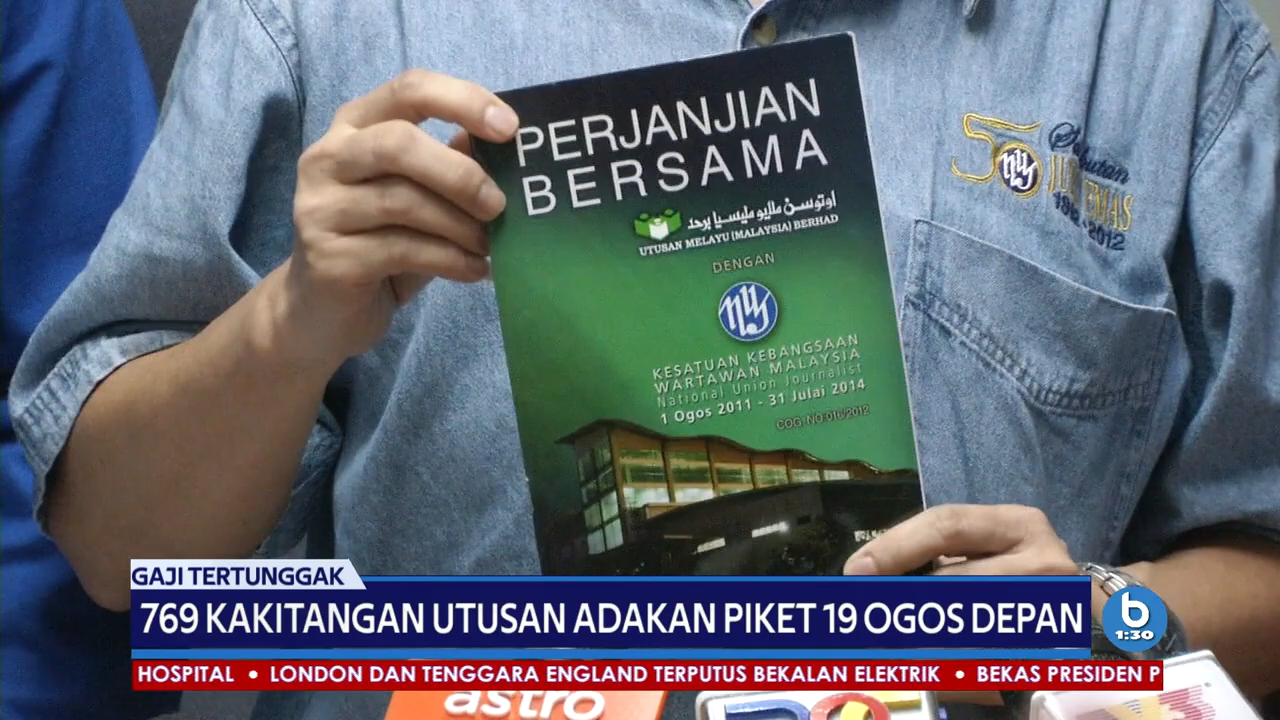 PERJANJIAN
BERSAMA
اوتوسن ملايو مليسيا برحد
UTUSAN MELAYU (MALAYSIA) BERHAD
DENGAN
KESATUAN KEBANGSAAN
WARTAWAN MALAYSIA
National Union Journalist
1 Ogos 2011 - 31 Julai 2014
COG. NO 016/2012
50
Sambutan
JUBLI EMAS
1962-2012
GAJI TERTUNGGAK
769 KAKITANGAN UTUSAN ADAKAN PIKET 19 OGOS DEPAN
b
1:30
HOSPITAL • LONDON DAN TENGGARA ENGLAND TERPUTUS BEKALAN ELEKTRIK • BEKAS PRESIDEN P
astro